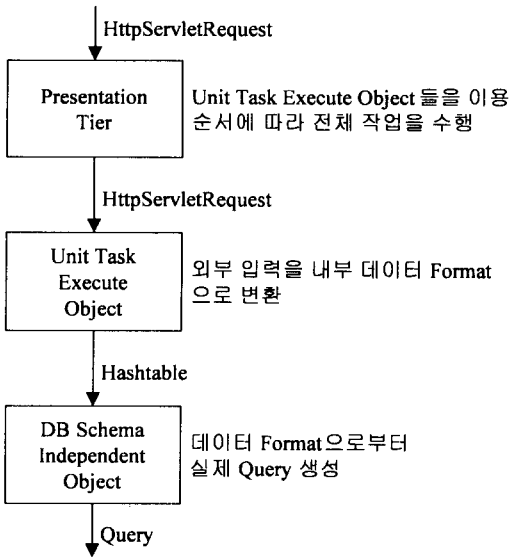 HttpServletRequest
Presentation
Tier
Unit Task Execute Object 들을 이용
순서에 따라 전체 작업을 수행
HttpServletRequest
Unit Task
Execute
Object
외부 입력을 내부 데이터 Format
으로 변환
Hashtable
DB Schema
Independent
Object
데이터 Format으로부터
실제 Query 생성
Query